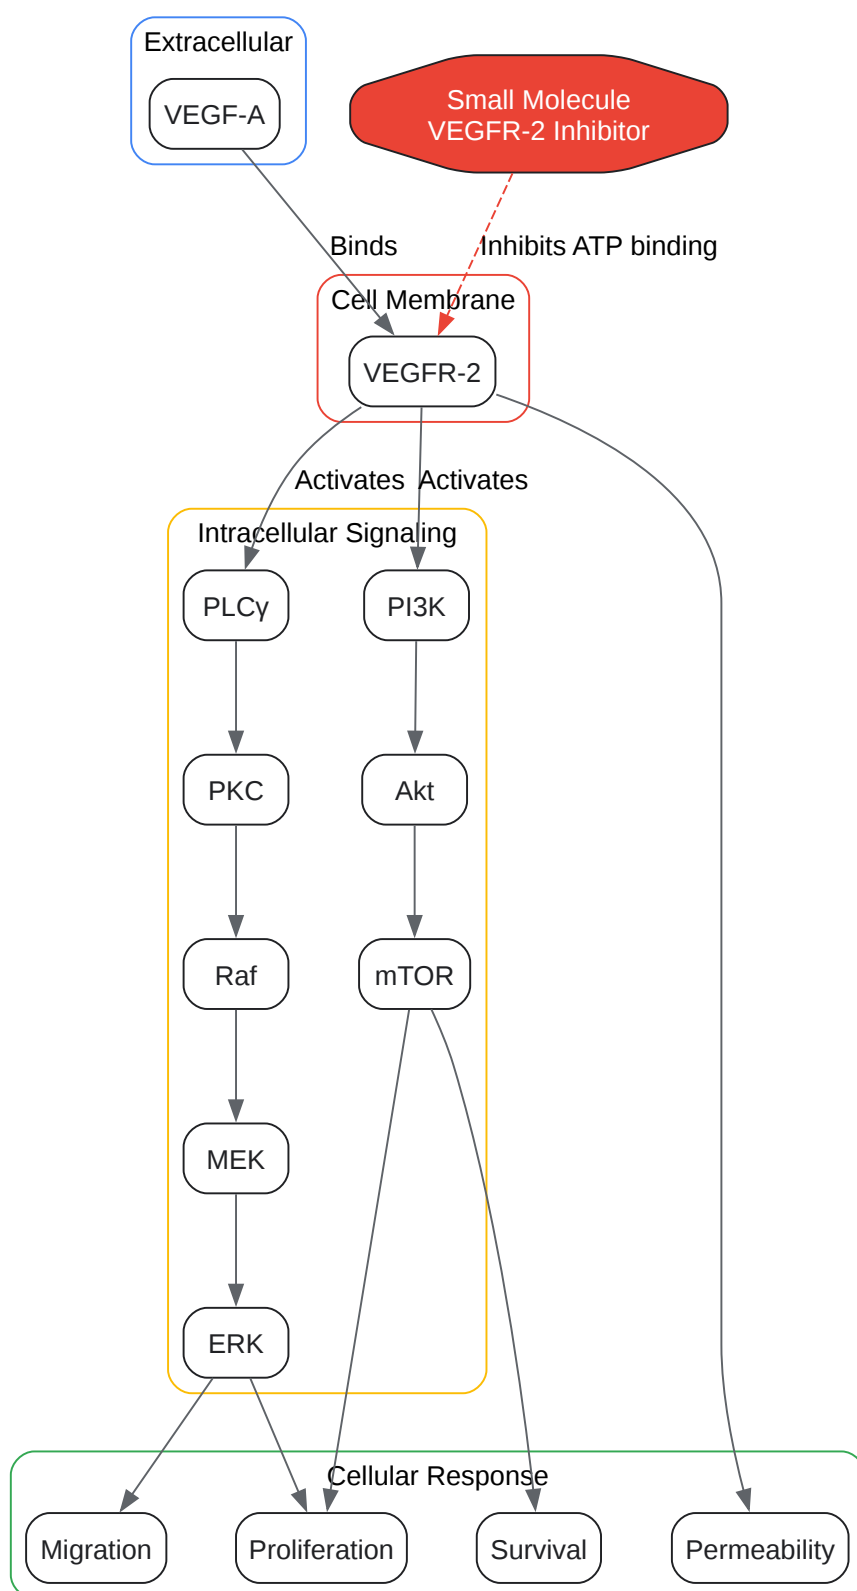 Extracellular
VEGF-A
Small Molecule
VEGFR-2 Inhibitor
Binds
Inhibits ATP binding
Cell Membrane
VEGFR-2
Activates
Activates
Intracellular Signaling
PLCγ
PI3K
PKC
Akt
Raf
mTOR
MEK
ERK
Cellular Response
Migration
Proliferation
Survival
Permeability